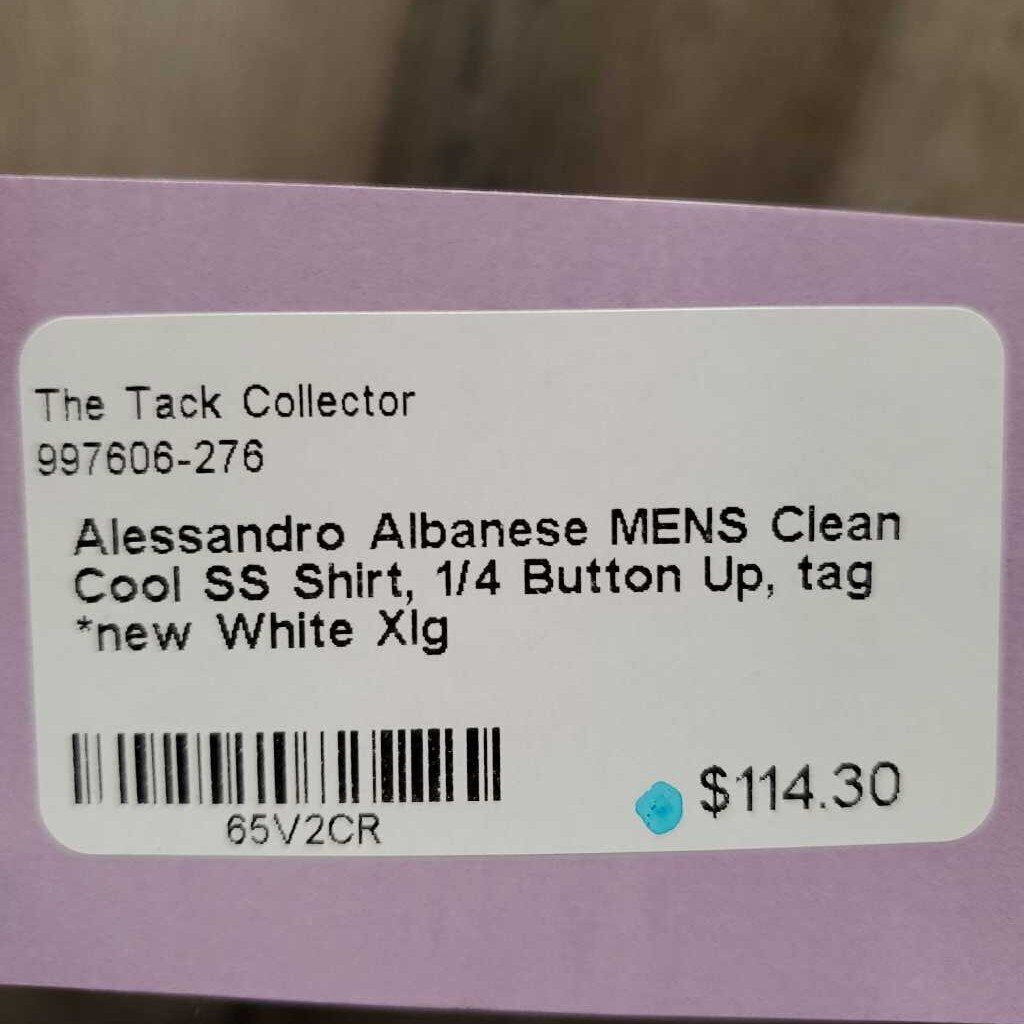 The Tack Collector
997606-276
Alessandro Albanese MENS Clean
Cool SS Shirt, 1/4 Button Up, tag
*new White Xlg
65V2CR
$114.30